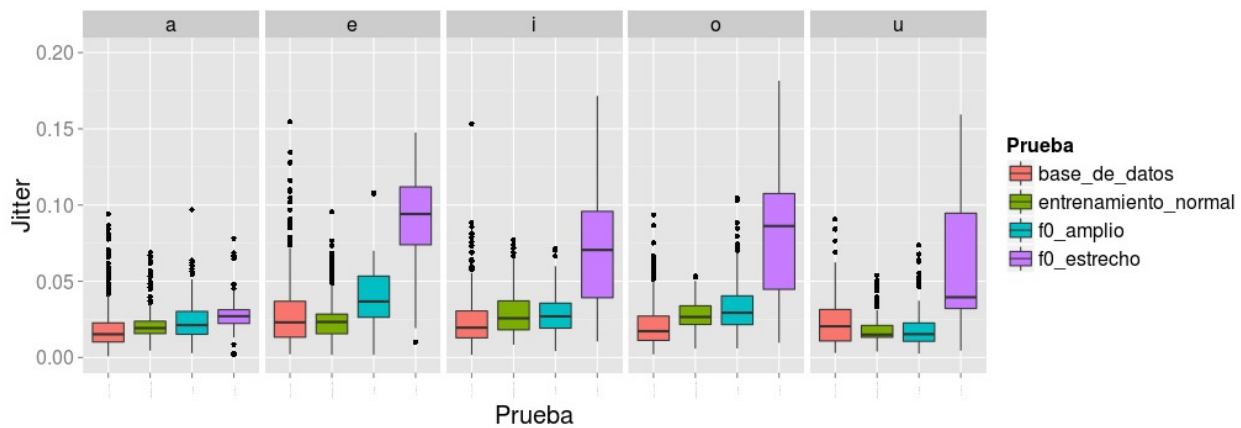 a e i o u
0.20
0.15
0.10
0.05
0.00
Jitter
Prueba
Prueba
base_de_datos
entrenamiento_normal
f0_amplio
f0_estrecho